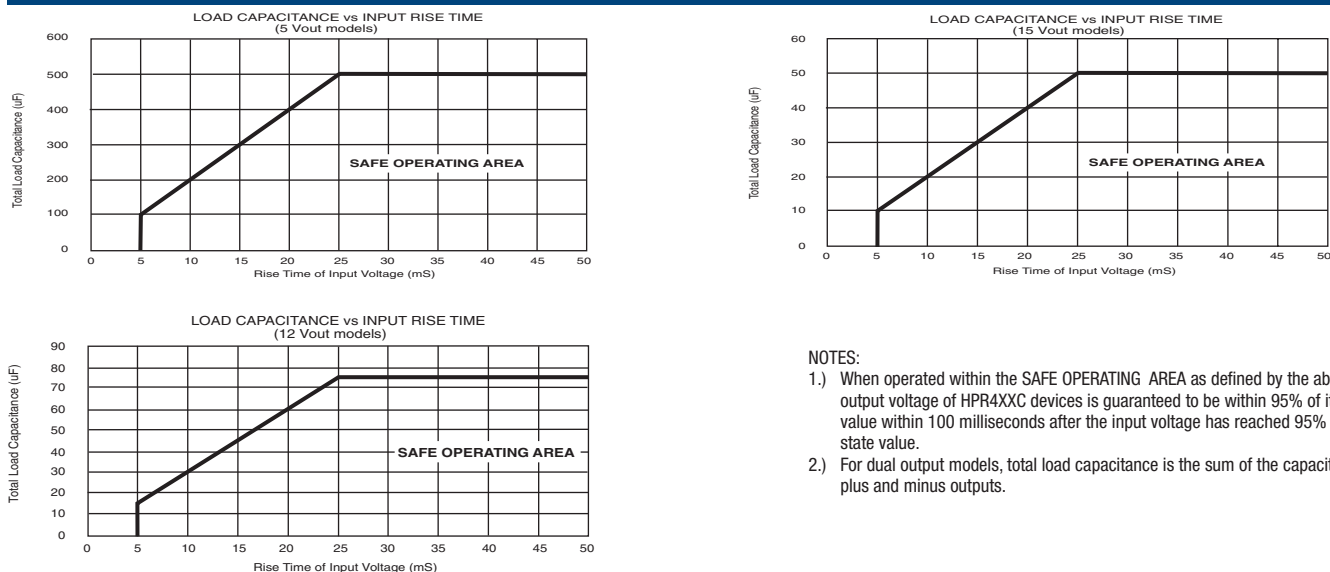 LOAD CAPACITANCE vs INPUT RISE TIME
(5 Vout models)
600
500
400
300
200
100
0
Total Load Capacitance (uF)
SAFE OPERATING AREA
0 5 10 15 20 25 30 35 40 45 50
Rise Time of Input Voltage (mS)
LOAD CAPACITANCE vs INPUT RISE TIME
(15 Vout models)
60
50
40
30
20
10
0
Total Load Capacitance (uF)
SAFE OPERATING AREA
0 5 10 15 20 25 30 35 40 45 50
Rise Time of Input Voltage (mS)
LOAD CAPACITANCE vs INPUT RISE TIME
(12 Vout models)
90
80
70
60
50
40
30
20
10
0
Total Load Capacitance (uF)
SAFE OPERATING AREA
0 5 10 15 20 25 30 35 40 45 50
Rise Time of Input Voltage (mS)
NOTES:
1.) When operated within the SAFE OPERATING AREA as defined by the
output voltage of HPR4XXC devices is guaranteed to be within 95% of
value within 100 milliseconds after the input voltage has reached 95%
state value.
2.) For dual output models, total load capacitance is the sum of the
plus and minus outputs.